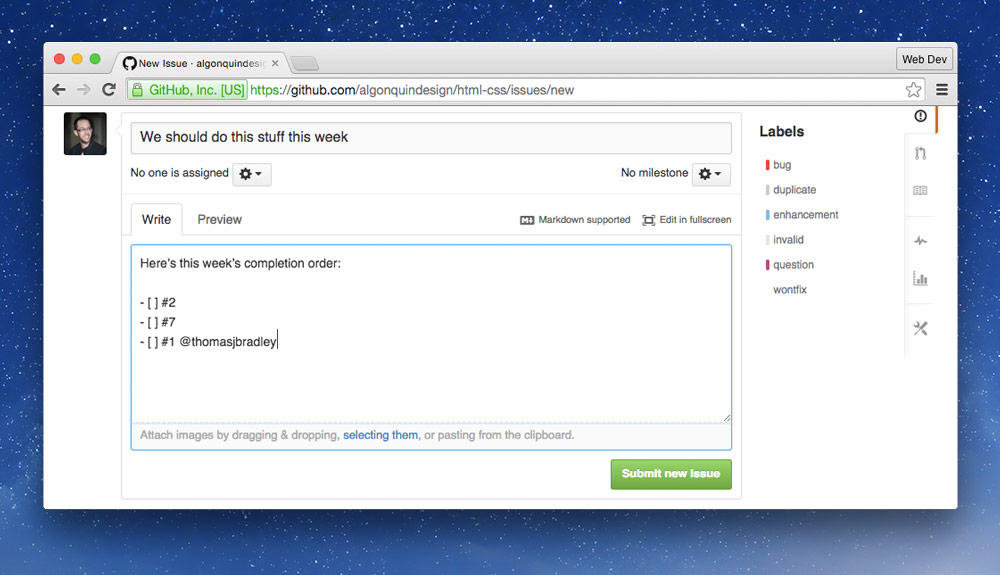 New Issue · algonquindesig
Web Dev
GitHub, Inc. [US] https://github.com/algonquindesign/html-css/issues/new
We should do this stuff this week
No one is assigned
No milestone
Write
Preview
Markdown supported
Edit in fullscreen
Here's this week's completion order:
- [ ] #2
- [ ] #7
- [ ] #1 @thomasjbradley
Attach images by dragging & dropping, selecting them, or pasting from the clipboard.
Submit new issue
Labels
bug
duplicate
enhancement
invalid
question
wontfix